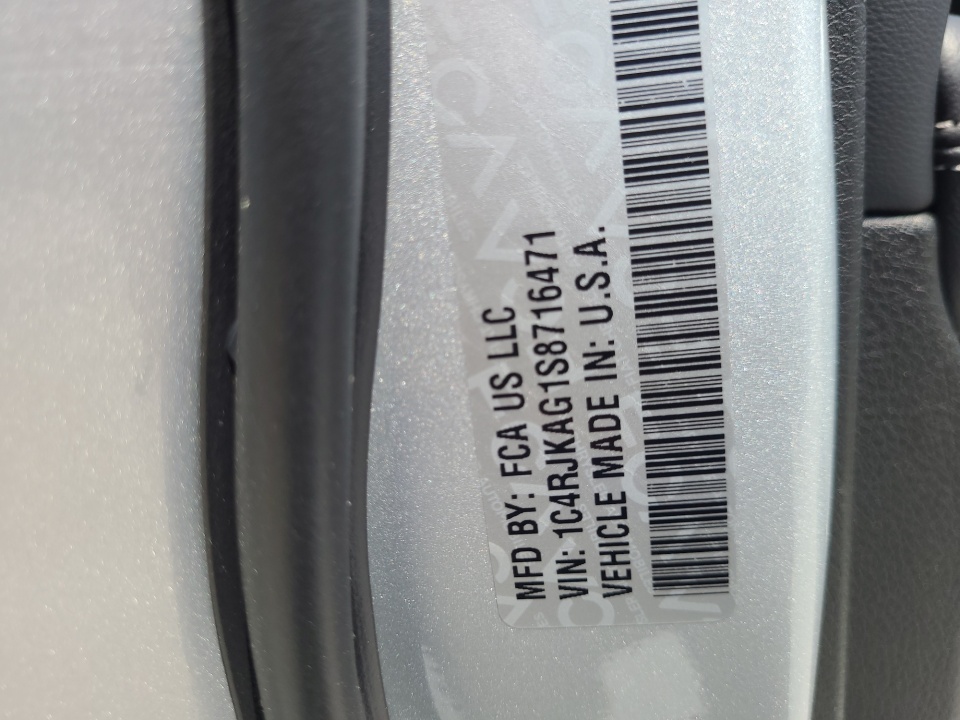 MFD BY: FCA US LLC
VIN: 1C4RJKAG1S8716471
VEHICLE MADE IN: U.S.A.